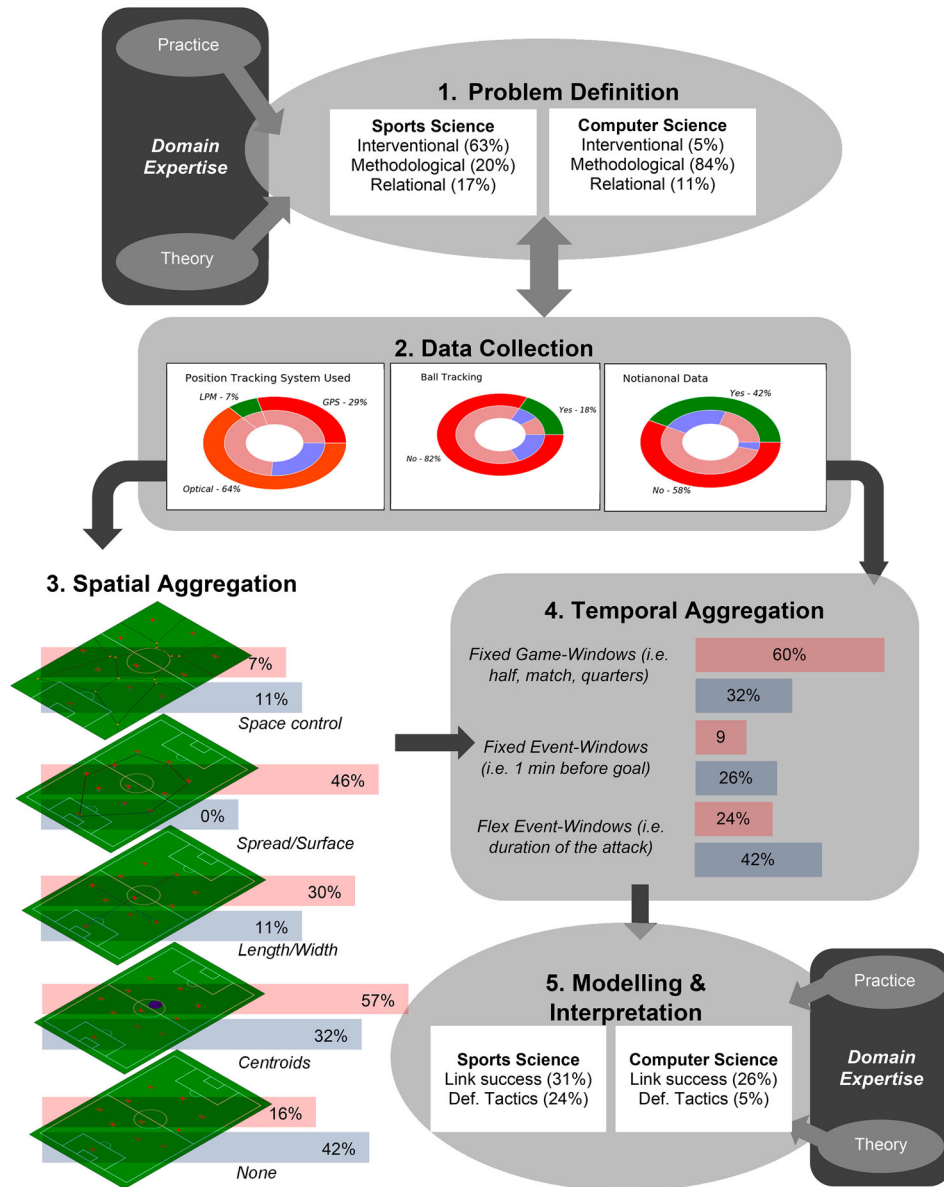 Practice
Domain
Expertise
Theory
1. Problem Definition
Sports Science
Interventional (63%)
Methodological (20%)
Relational (17%)
Computer Science
Interventional (5%)
Methodological (84%)
Relational (11%)
2. Data Collection
Position Tracking System Used
LPM - 7%
GPS - 29%
Optical - 64%
Ball Tracking
Yes - 18%
No - 82%
Notianonal Data
Yes - 42%
No - 58%
3. Spatial Aggregation
7%
11%
Space control
46%
0%
Spread/Surface
30%
11%
Length/Width
57%
32%
Centroids
16%
42%
None
4. Temporal Aggregation
Fixed Game-Windows (i.e.
half, match, quarters)
60%
32%
Fixed Event-Windows
(i.e. 1 min before goal)
9
26%
Flex Event-Windows (i.e.
duration of the attack)
24%
42%
5. Modelling &
Interpretation
Sports Science
Link success (31%)
Def. Tactics (24%)
Computer Science
Link success (26%)
Def. Tactics (5%)
Practice
Domain
Expertise
Theory